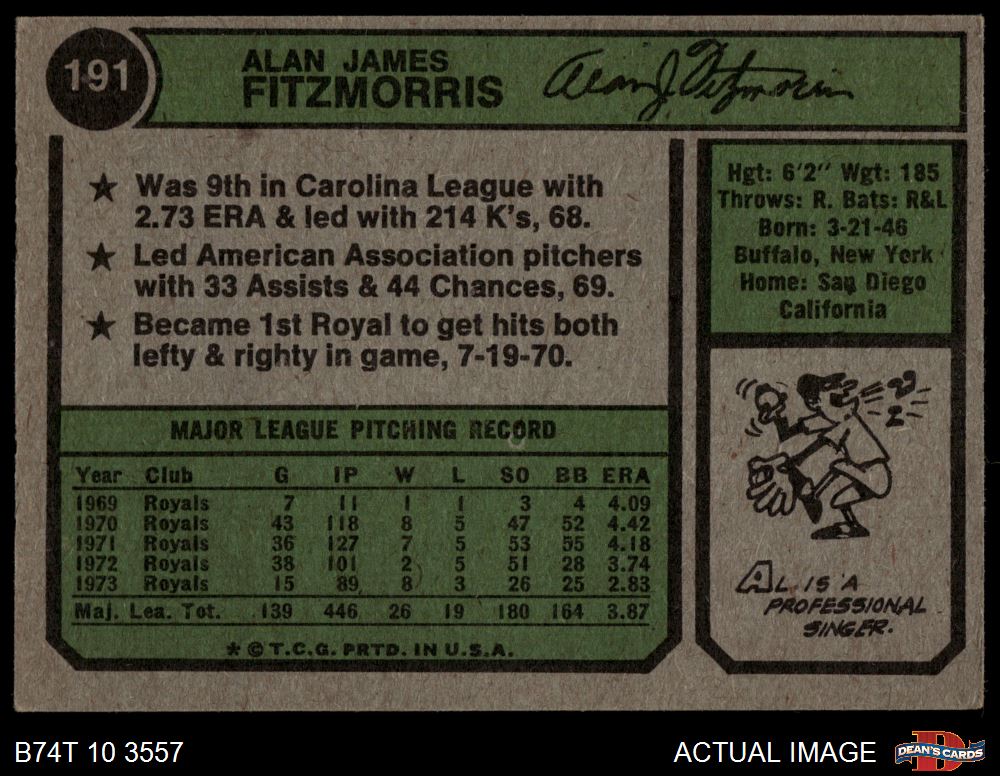 191
ALAN JAMES
FITZMORRIS
Alan J. Fitzmorris
★ Was 9th in Carolina League with
2.73 ERA & led with 214 K's, 68.
★ Led American Association pitchers
with 33 Assists & 44 Chances, 69.
★ Became 1st Royal to get hits both
lefty & righty in game, 7-19-70.
Hgt: 6'2" Wgt: 185
Throws: R. Bats: R&L
Born: 3-21-46
Buffalo, New York
Home: San Diego
California
MAJOR LEAGUE PITCHING RECORD
Year Club G IP W L SO BB ERA
1969 Royals 7 11 1 1 3 4 4.09
1970 Royals 43 118 8 5 47 52 4.42
1971 Royals 36 127 7 5 53 55 4.18
1972 Royals 38 101 2 5 51 28 3.74
1973 Royals 15 89 8 3 26 25 2.83
Maj. Lea. Tot. 139 446 26 19 180 164 3.87
* © T.C.G. PRTD. IN U.S.A.
AL IS A
PROFESSIONAL
SINGER.
B74T 10 3557
ACTUAL IMAGE
DEAN'S CARDS